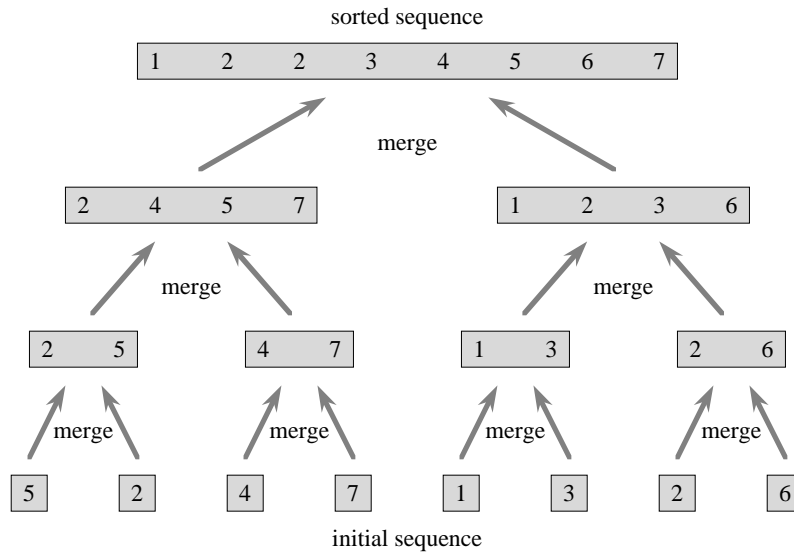 sorted sequence
1 2 2 3 4 5 6 7
merge
2 4 5 7 1 2 3 6
merge merge
2 5 4 7 1 3 2 6
merge merge merge merge
5 2 4 7 1 3 2 6
initial sequence